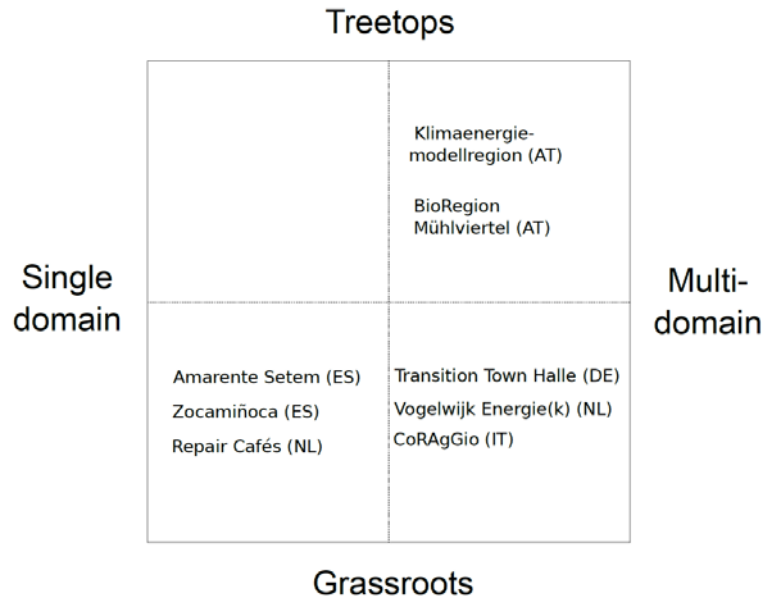 Treetops
Klimaenergie-
modellregion (AT)
BioRegion
Mühlviertel (AT)
Single
domain
Multi-
domain
Amarente Setem (ES)
Zocamiñoca (ES)
Repair Cafés (NL)
Transition Town Halle (DE)
Vogelwijk Energie(k) (NL)
CoRAgGio (IT)
Grassroots